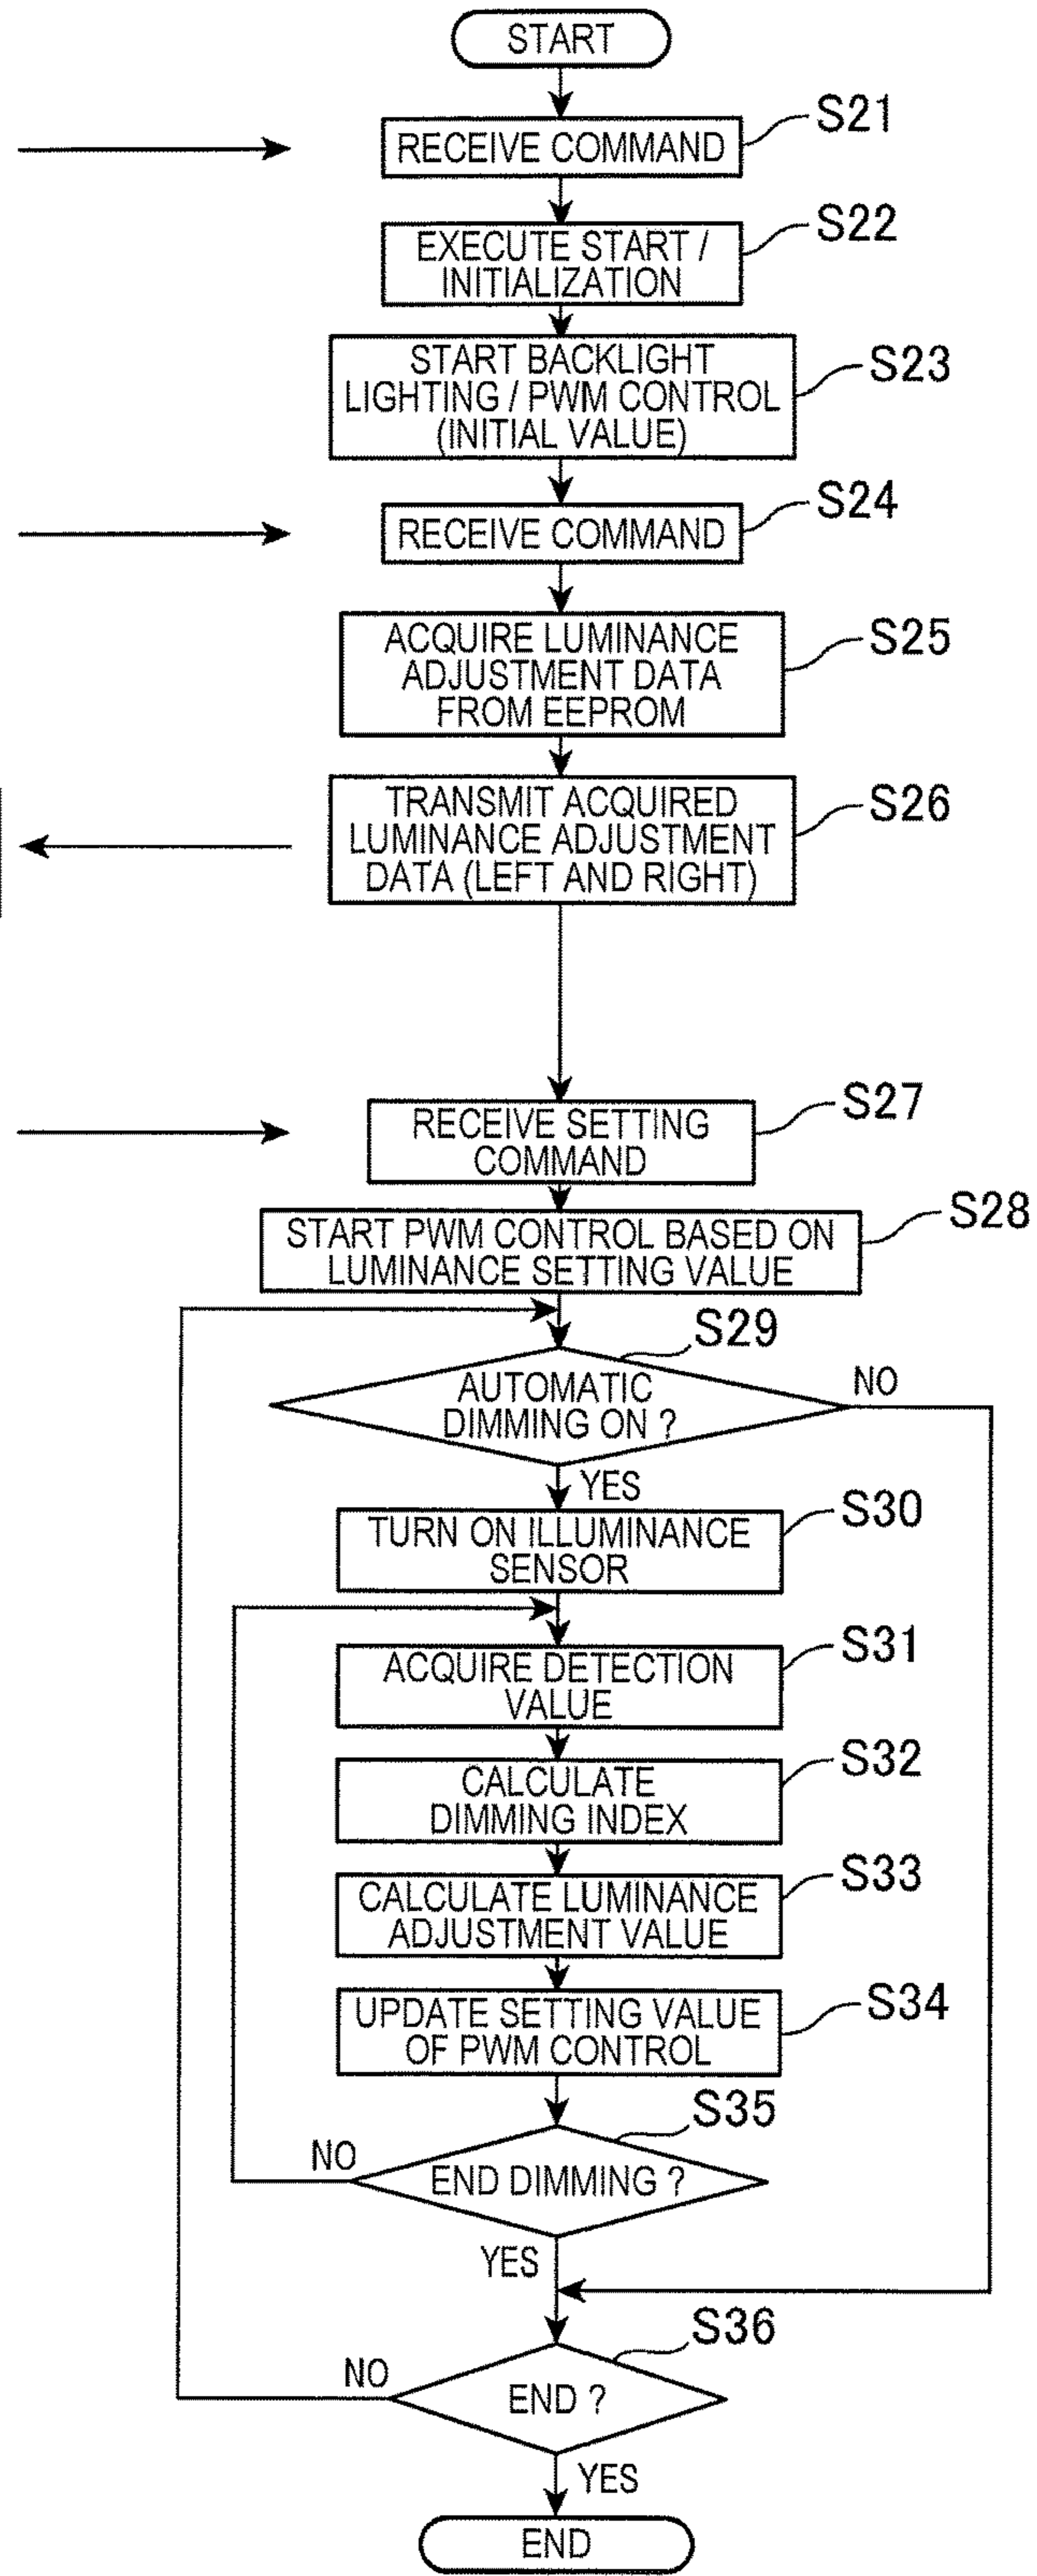 START
S21
RECEIVE COMMAND
S22
EXECUTE START /
INITIALIZATION
S23
START BACKLIGHT
LIGHTING / PWM CONTROL
(INITIAL VALUE)
S24
RECEIVE COMMAND
S25
ACQUIRE LUMINANCE
ADJUSTMENT DATA
FROM EEPROM
S26
TRANSMIT ACQUIRED
LUMINANCE ADJUSTMENT
DATA (LEFT AND RIGHT)
S27
RECEIVE SETTING
COMMAND
S28
START PWM CONTROL BASED ON
LUMINANCE SETTING VALUE
S29
AUTOMATIC
DIMMING ON ?
NO
YES
S30
TURN ON ILLUMINANCE
SENSOR
S31
ACQUIRE DETECTION
VALUE
S32
CALCULATE
DIMMING INDEX
S33
CALCULATE LUMINANCE
ADJUSTMENT VALUE
S34
UPDATE SETTING VALUE
OF PWM CONTROL
S35
NO
END DIMMING ?
YES
S36
NO
END ?
YES
END